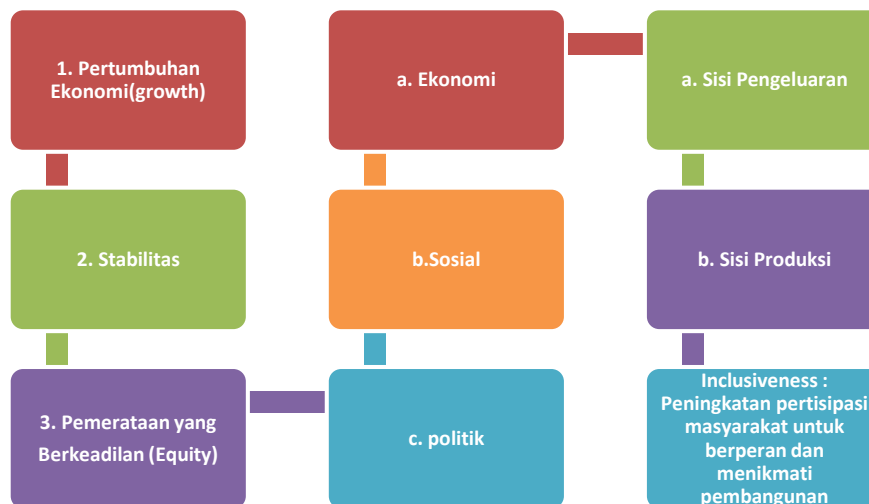 1. Pertumbuhan
Ekonomi(growth)
2. Stabilitas
3. Pemerataan yang
Berkeadilan (Equity)
a. Ekonomi
b.Sosial
c. politik
a. Sisi Pengeluaran
b. Sisi Produksi
Inclusiveness :
Peningkatan pertisipasi
masyarakat untuk
berperan dan
menikmati
pembangunan